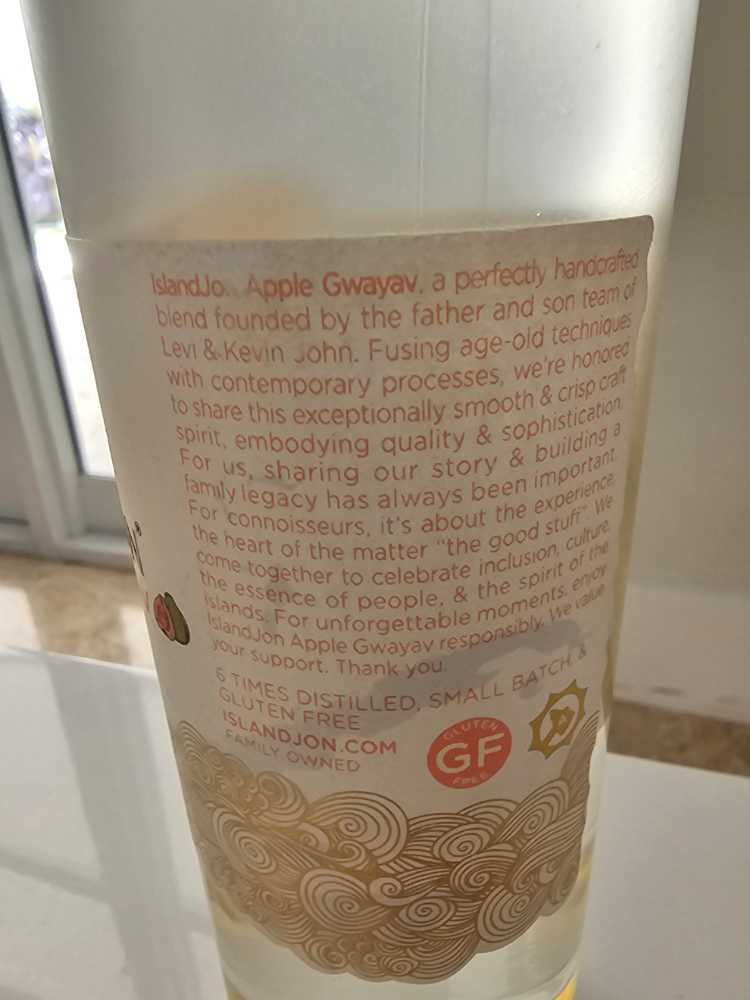 IslandJon Apple Gwayav, a perfectly handcrafted
blend founded by the father and son team of
Levi & Kevin John. Fusing age-old techniques
with contemporary processes, we're honored
to share this exceptionally smooth & crisp craft
spirit, embodying quality & sophistication.
For us, sharing our story & building a
family legacy has always been important.
For connoisseurs, it's about the experience,
the heart of the matter "the good stuff". We
come together to celebrate inclusion, culture,
the essence of people, & the spirit of the
islands. For unforgettable moments, enjoy
IslandJon Apple Gwayav responsibly. We value
your support. Thank you
6 TIMES DISTILLED, SMALL BATCH, &
GLUTEN FREE
ISLANDJON.COM
FAMILY OWNED
GLUTEN
GF
FREE